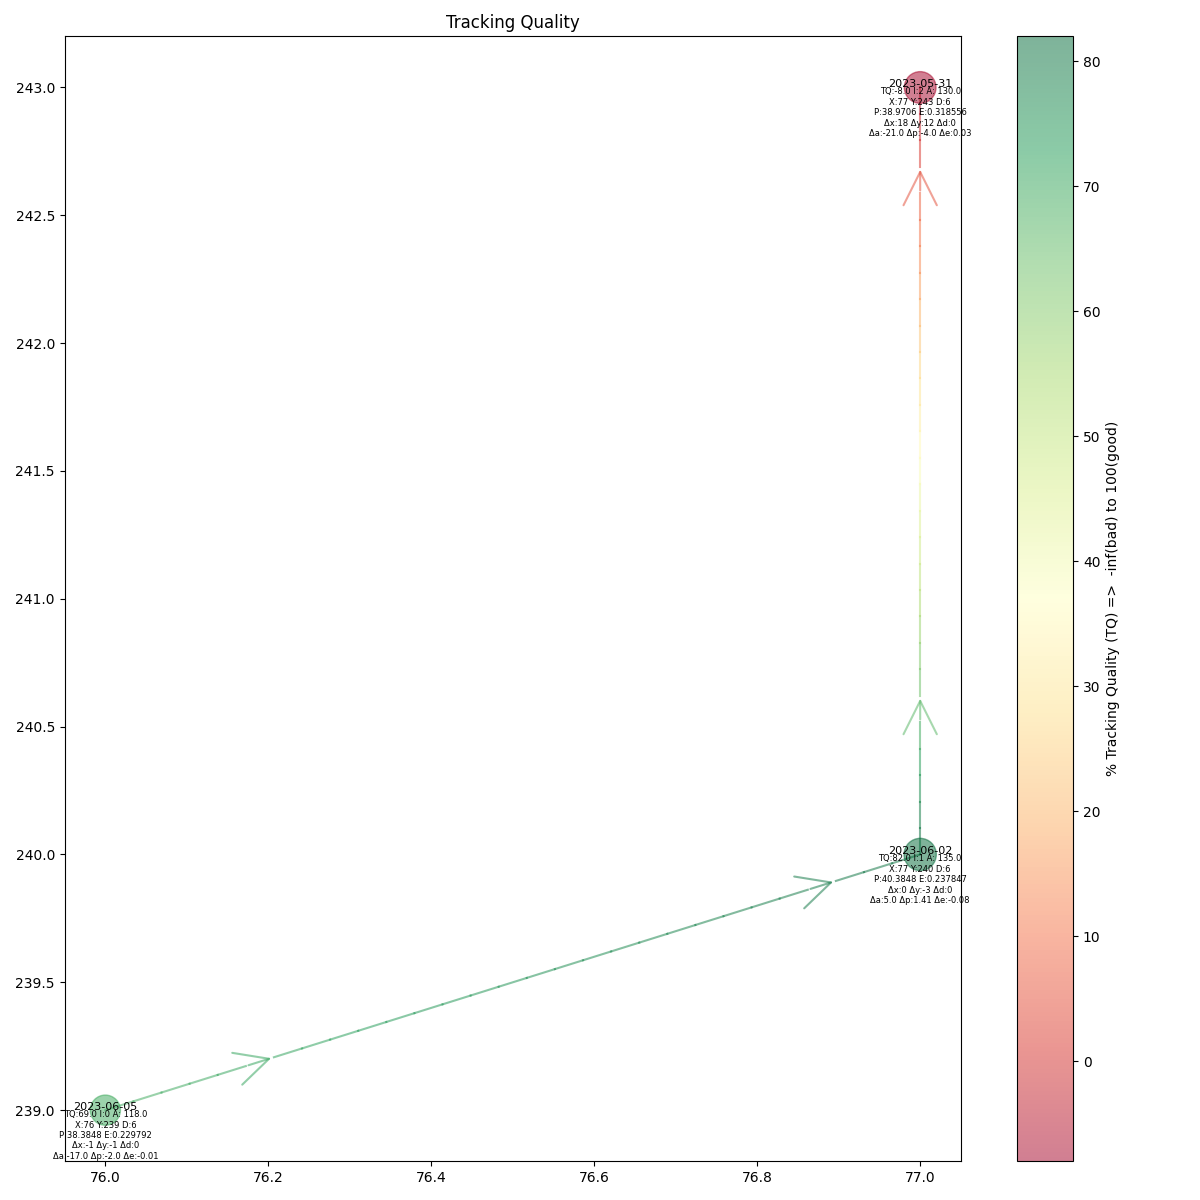 Tracking Quality
243.0
242.5
242.0
241.5
241.0
240.5
240.0
239.5
239.0
2023-05-31
TQ:-8.0 I:2 A: 130.0
X:77 Y:243 D:6
P:38.9706 E:0.318556
Δx:18 Δy:12 Δd:0
Δa:-21.0 Δp:-4.0 Δe:0.03
2023-06-02
TQ:82.0 I:1 A: 135.0
X:77 Y:240 D:6
P:40.3848 E:0.237847
Δx:0 Δy:-3 Δd:0
Δa:5.0 Δp:1.41 Δe:-0.08
2023-06-05
TQ:69.0 I:0 A: 118.0
X:76 Y:239 D:6
P:38.3848 E:0.229792
Δx:-1 Δy:-1 Δd:0
Δa:-17.0 Δp:-2.0 Δe:-0.01
76.0 76.2 76.4 76.6 76.8 77.0
80
70
60
50
40
30
20
10
0
% Tracking Quality (TQ) => -inf(bad) to 100(good)